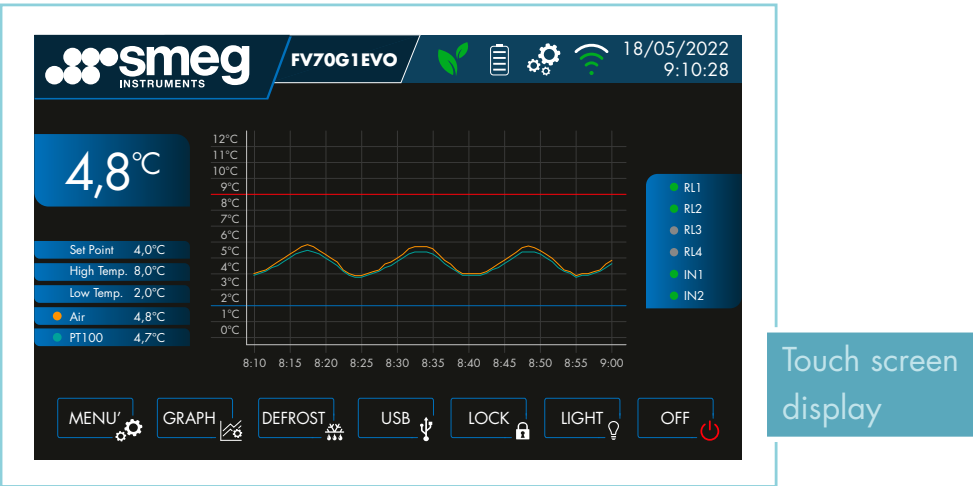 smeg
INSTRUMENTS
FV70G1EVO
18/05/2022
9:10:28
4,8°C
Set Point 4,0°C
High Temp. 8,0°C
Low Temp. 2,0°C
Air 4,8°C
PT100 4,7°C
12°C
11°C
10°C
9°C
8°C
7°C
6°C
5°C
4°C
3°C
2°C
1°C
0°C
8:10 8:15 8:20 8:25 8:30 8:35 8:40 8:45 8:50 8:55 9:00
RL1
RL2
RL3
RL4
IN1
IN2
MENU’ GRAPH DEFROST USB LOCK LIGHT OFF
Touch screen
display